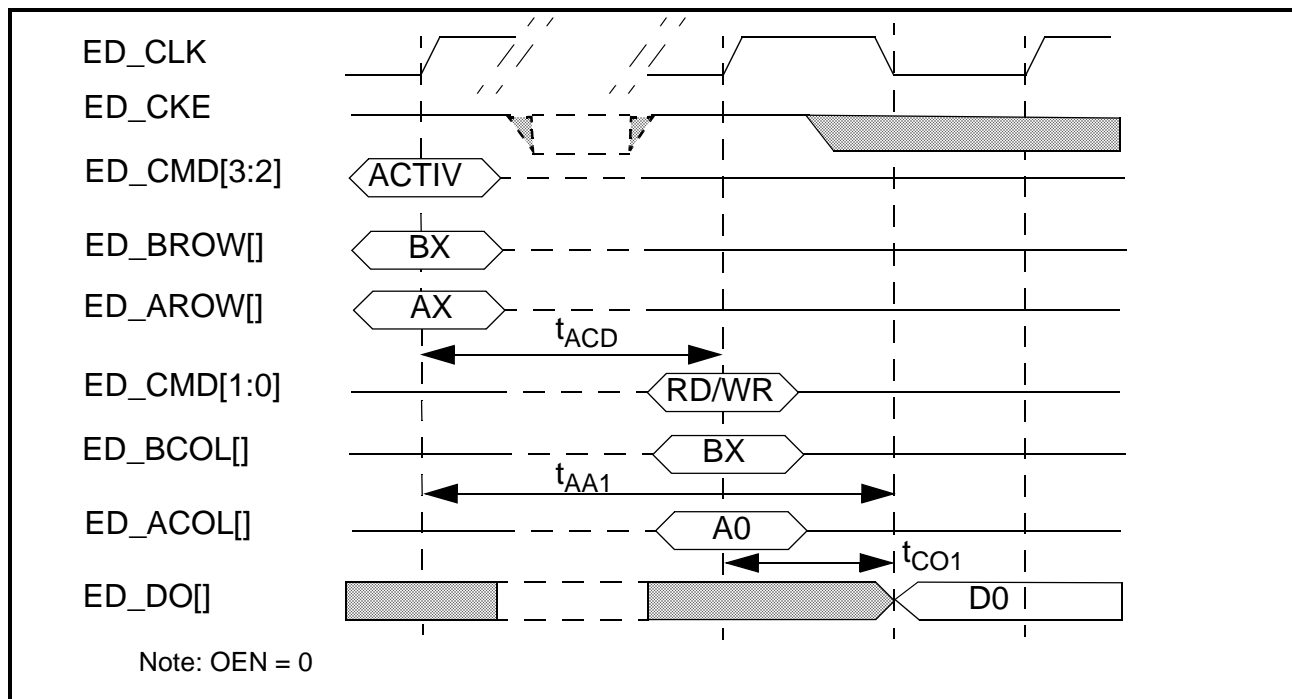 ED_CLK
ED_CKE
ED_CMD[3:2]
ACTIV
ED_BROW[]
BX
ED_AROW[]
AX
tACD
ED_CMD[1:0]
RD/WR
ED_BCOL[]
BX
tAA1
ED_ACOL[]
A0
tCO1
ED_DO[]
D0
Note: OEN = 0